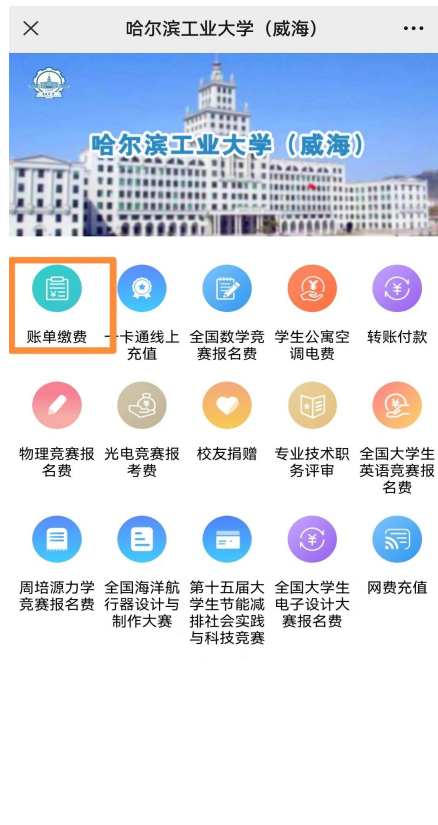 哈尔滨工业大学（威海）
哈尔滨工业大学（威海）
账单缴费
一卡通线上
充值
全国数学竞
赛报名费
学生公寓空
调电费
转账付款
物理竞赛报
名费
光电竞赛报
考费
校友捐赠
专业技术职
务评审
全国大学生
英语竞赛报
名费
周培源力学
竞赛报名费
全国海洋航
行器设计与
制作大赛
第十五届大
学生节能减
排社会实践
与科技竞赛
全国大学生
电子设计大
赛报名费
网费充值